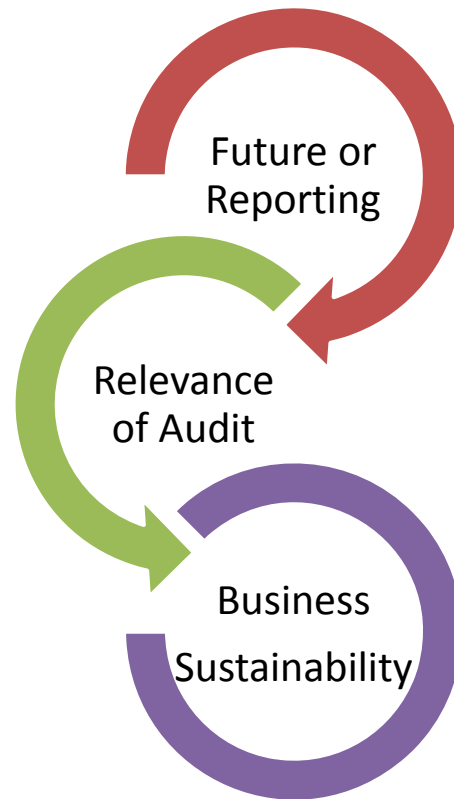 Future or
Reporting
Relevance
of Audit
Business
Sustainability